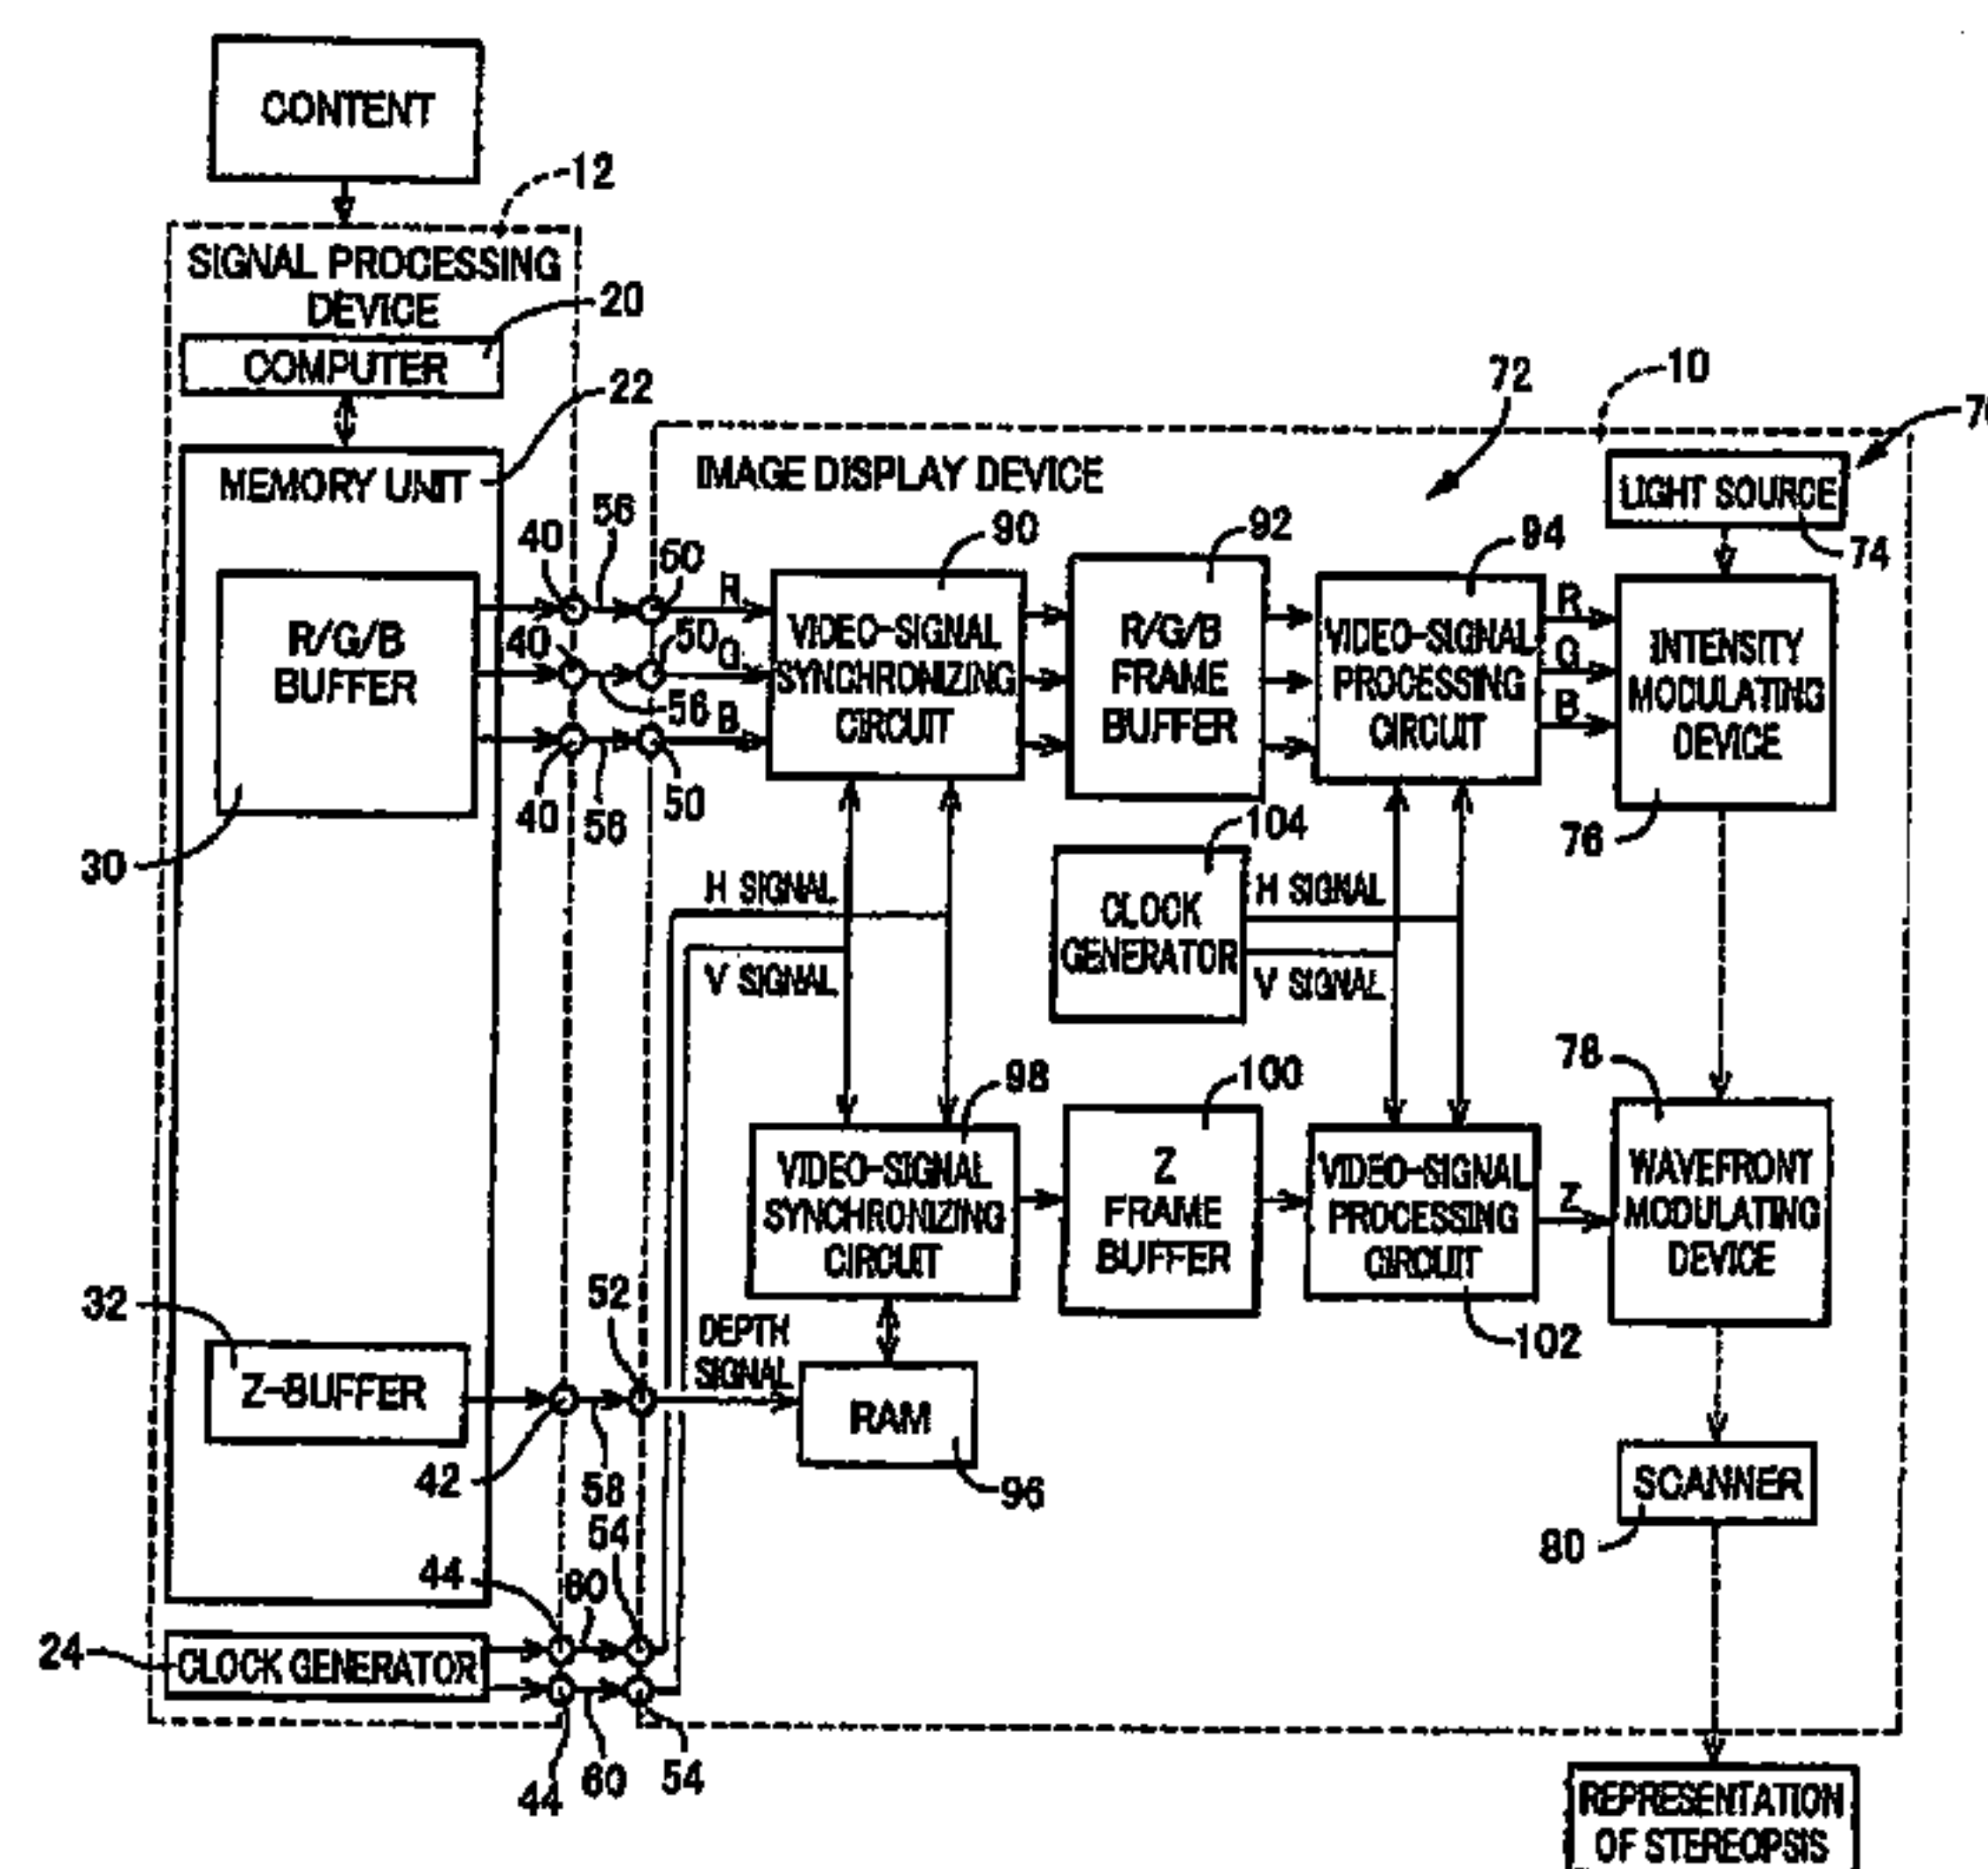 CONTENT
12
SIGNAL PROCESSING
DEVICE
20
COMPUTER
22
MEMORY UNIT
72
10
IMAGE DISPLAY DEVICE
LIGHT SOURCE
74
40
56
50
R
90
92
94
R/G/B
BUFFER
VIDEO-SIGNAL
SYNCHRONIZING
CIRCUIT
R/G/B
FRAME
BUFFER
VIDEO-SIGNAL
PROCESSING
CIRCUIT
R
G
B
INTENSITY
MODULATING
DEVICE
40
50
G
56
B
40
56
50
30
76
104
H SIGNAL
V SIGNAL
CLOCK
GENERATOR
H SIGNAL
V SIGNAL
98
100
78
VIDEO-SIGNAL
SYNCHRONIZING
CIRCUIT
Z
FRAME
BUFFER
VIDEO-SIGNAL
PROCESSING
CIRCUIT
Z
WAVEFRONT
MODULATING
DEVICE
102
32
52
DEPTH
SIGNAL
Z-BUFFER
RAM
42
58
96
SCANNER
80
54
44
60
24
CLOCK GENERATOR
44
60
54
REPRESENTATION
OF STEREOPSIS